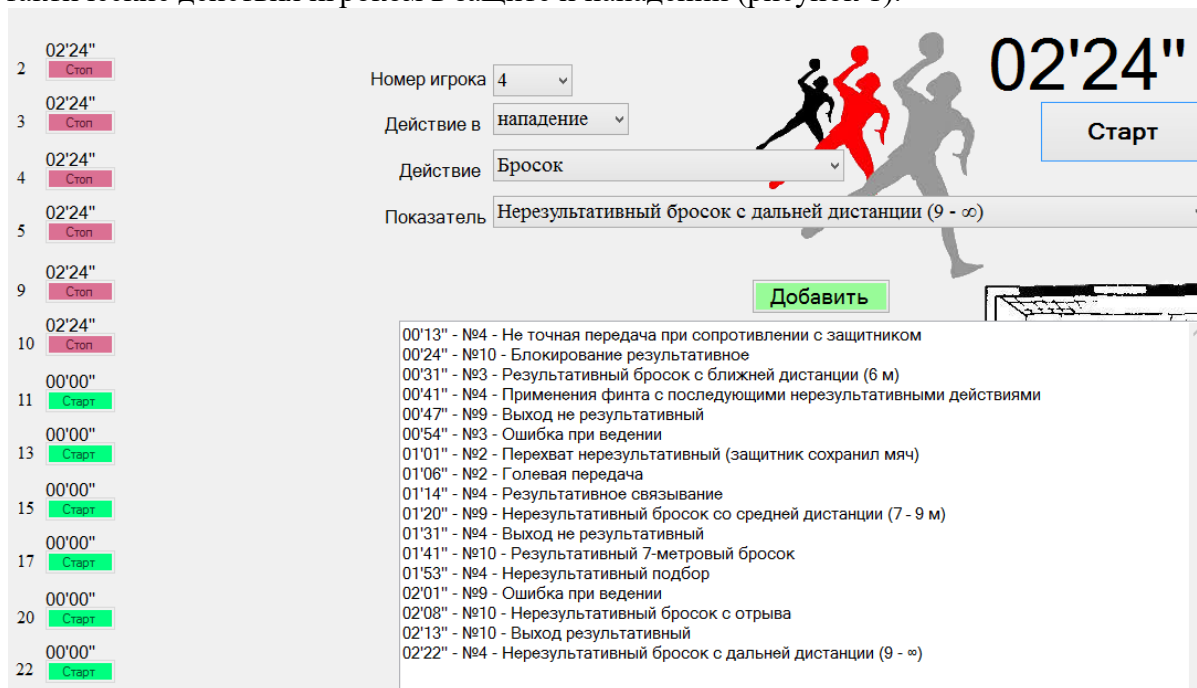 тактические действия игроков в защите и нападении (рисунок 1).
02'24"
2 Стоп
02'24"
3 Стоп
02'24"
4 Стоп
02'24"
5 Стоп
02'24"
9 Стоп
02'24"
10 Стоп
00'00"
11 Старт
00'00"
13 Старт
00'00"
15 Старт
00'00"
17 Старт
00'00"
20 Старт
00'00"
22 Старт
Номер игрока 4
Действие в нападение
Действие Бросок
Показатель Нерезультативный бросок с дальней дистанции (9 - ∞)
02'24"
Старт
Добавить
00'13" - №4 - Не точная передача при сопротивлении с защитником
00'24" - №10 - Блокирование результативное
00'31" - №3 - Результативный бросок с ближней дистанции (6 м)
00'41" - №4 - Применения финта с последующими нерезультативными действиями
00'47" - №9 - Выход не результативный
00'54" - №3 - Ошибка при ведении
01'01" - №2 - Перехват нерезультативный (защитник сохранил мяч)
01'06" - №2 - Голевая передача
01'14" - №4 - Результативное связывание
01'20" - №9 - Нерезультативный бросок со средней дистанции (7 - 9 м)
01'31" - №4 - Выход не результативный
01'41" - №10 - Результативный 7-метровый бросок
01'53" - №4 - Нерезультативный подбор
02'01" - №9 - Ошибка при ведении
02'08" - №10 - Нерезультативный бросок с отрыва
02'13" - №10 - Выход результативный
02'22" - №4 - Нерезультативный бросок с дальней дистанции (9 - ∞)